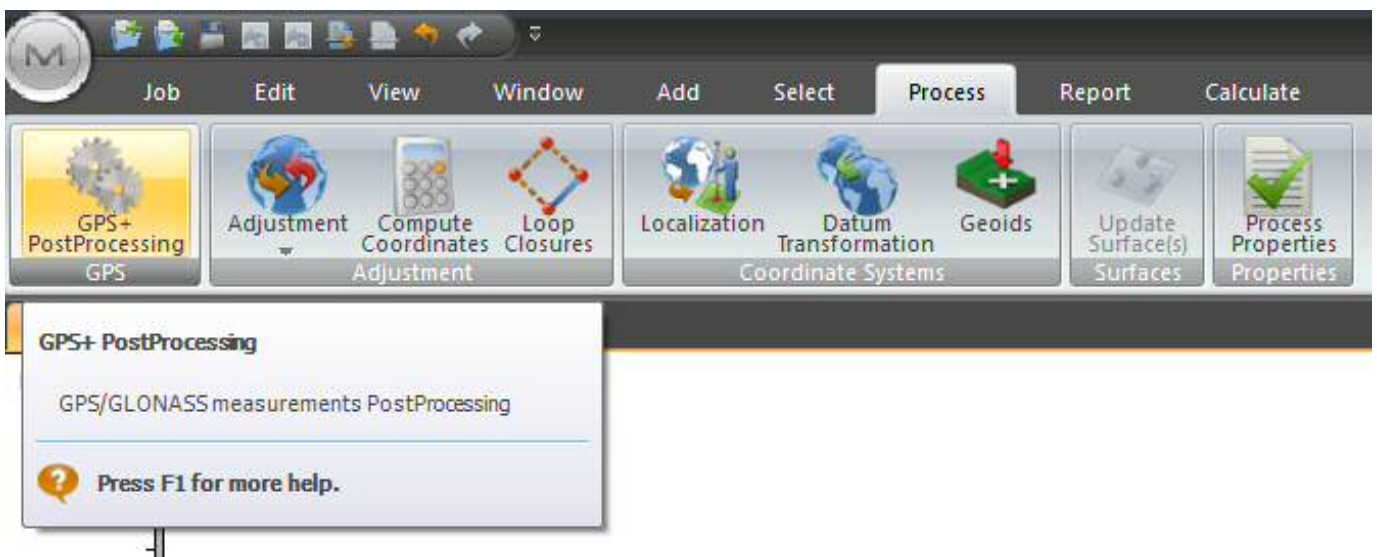 M
Job Edit View Window Add Select Process Report Calculate
GPS+
PostProcessing
GPS
Adjustment
Compute
Coordinates
Loop
Closures
Adjustment
Localization
Datum
Transformation
Geoids
Coordinate Systems
Update
Surface(s)
Surfaces
Process
Properties
Properties
GPS+ PostProcessing
GPS/GLONASS measurements PostProcessing
? Press F1 for more help.